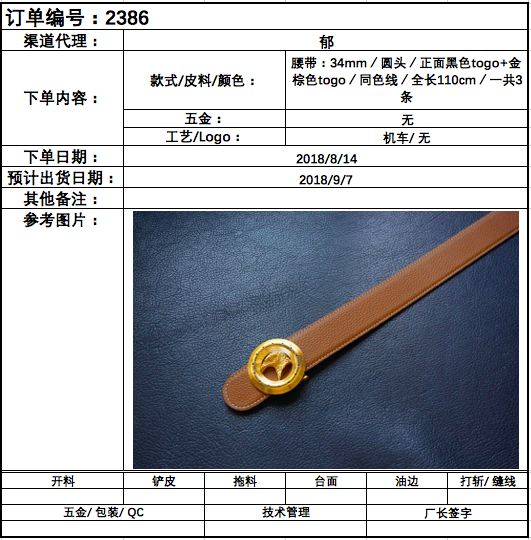 订单编号：2386
渠道代理：
郁
下单内容：
款式/皮料/颜色：
腰带：34mm／圆头／正面黑色togo+金
棕色togo／同色线／全长110cm／一共3
条
五金：
无
工艺/Logo：
机车/ 无
下单日期：
2018/8/14
预计出货日期：
2018/9/7
其他备注：
参考图片：
开料
铲皮
拖料
台面
油边
打斩/ 缝线
五金/ 包装/ QC
技术管理
厂长签字